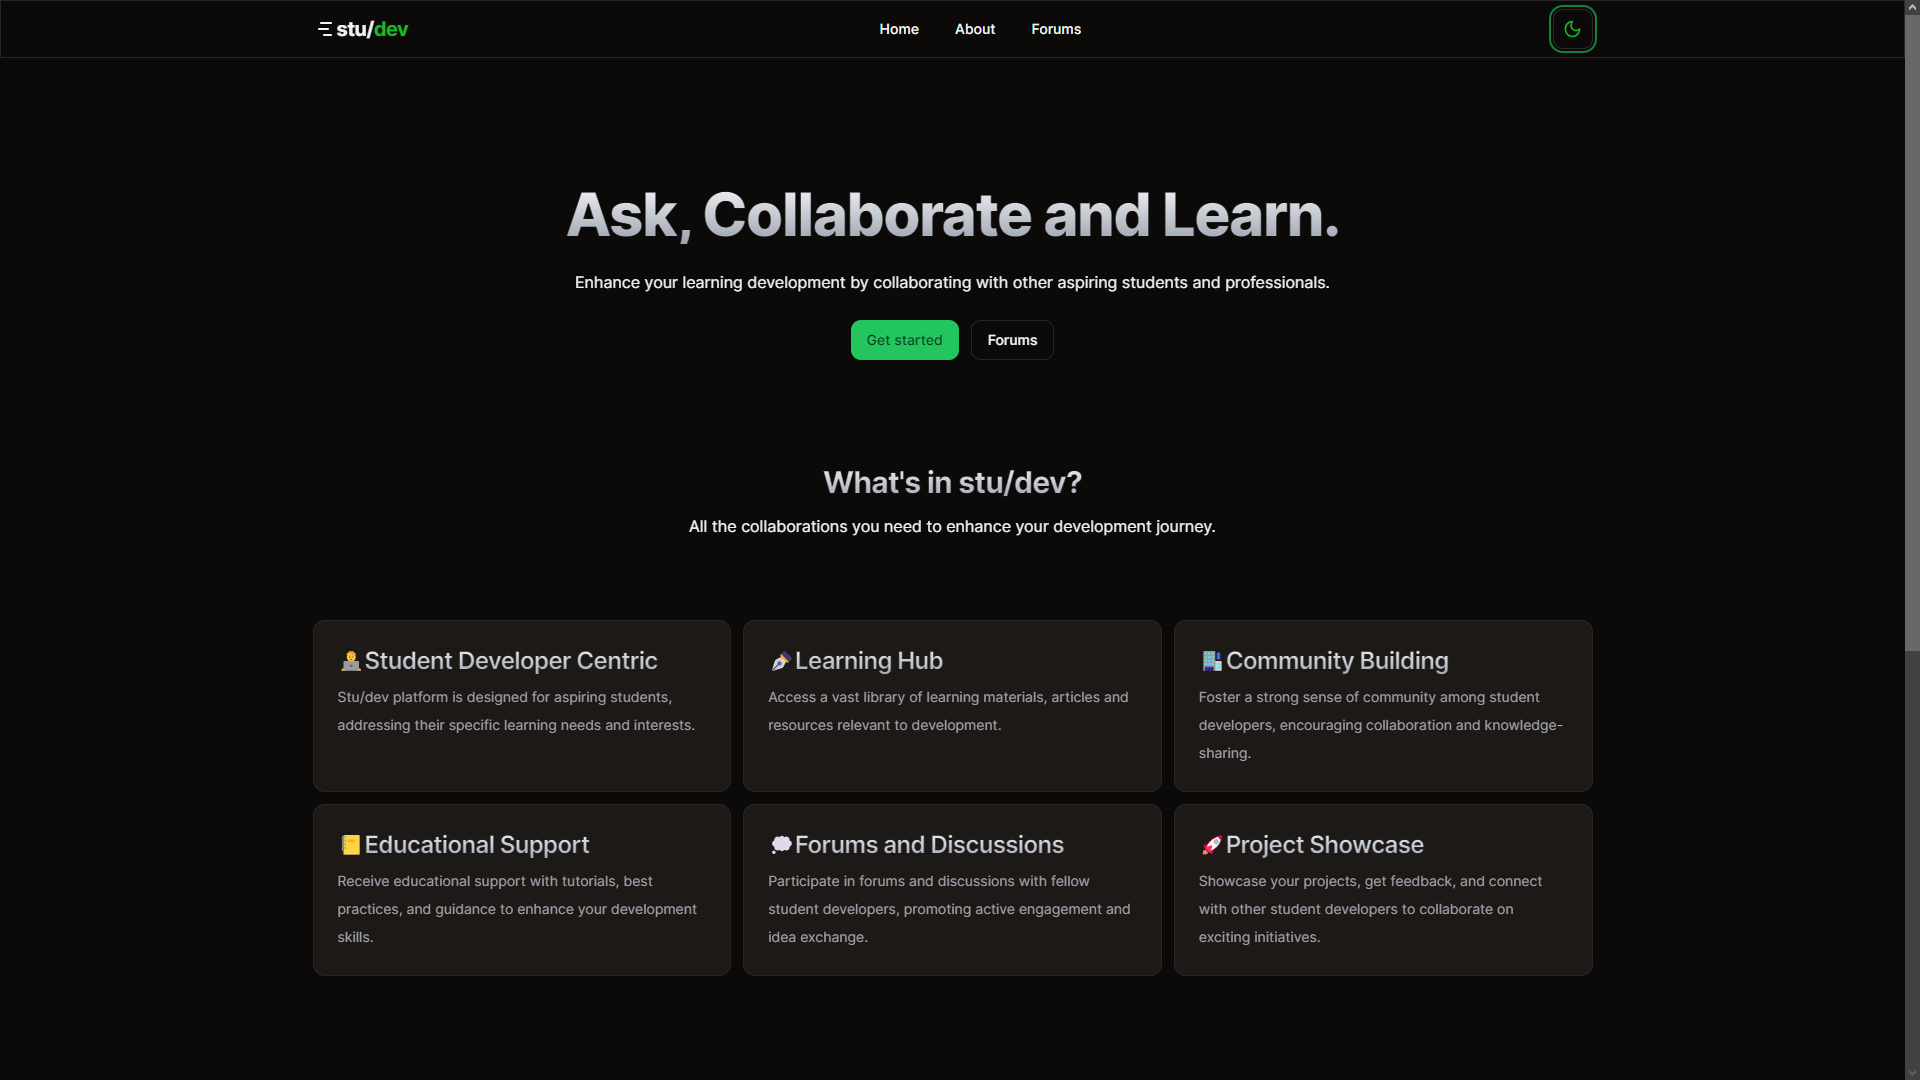 stu/dev
Home About Forums
Ask, Collaborate and Learn.
Enhance your learning development by collaborating with other aspiring students and professionals.
Get started Forums
What's in stu/dev?
All the collaborations you need to enhance your development journey.
Student Developer Centric
Stu/dev platform is designed for aspiring students,
addressing their specific learning needs and interests.
Learning Hub
Access a vast library of learning materials, articles and
resources relevant to development.
Community Building
Foster a strong sense of community among student
developers, encouraging collaboration and knowledge-
sharing.
Educational Support
Receive educational support with tutorials, best
practices, and guidance to enhance your development
skills.
Forums and Discussions
Participate in forums and discussions with fellow
student developers, promoting active engagement and
idea exchange.
Project Showcase
Showcase your projects, get feedback, and connect
with other student developers to collaborate on
exciting initiatives.